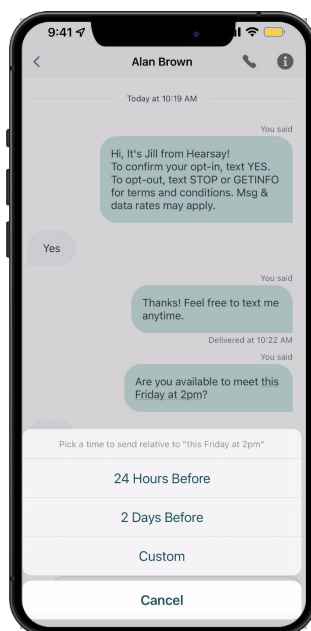 9:41
Alan Brown
Today at 10:19 AM
You said
Hi, It's Jill from Hearsay!
To confirm your opt-in, text YES.
To opt-out, text STOP or GETINFO
for terms and conditions. Msg &
data rates may apply.
Yes
You said
Thanks! Feel free to text me
anytime.
Delivered at 10:22 AM
You said
Are you available to meet this
Friday at 2pm?
Pick a time to send relative to "this Friday at 2pm"
24 Hours Before
2 Days Before
Custom
Cancel